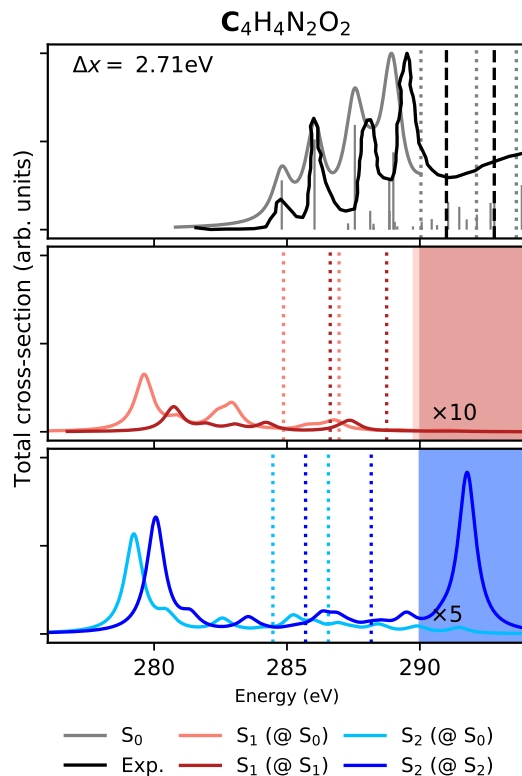 C₄H₄N₂O₂
Δx = 2.71eV
Total cross-section (arb. units)
×10
×5
280 285 290
Energy (eV)
S₀ S₁ (@ S₀) S₂ (@ S₀)
Exp. S₁ (@ S₁) S₂ (@ S₂)